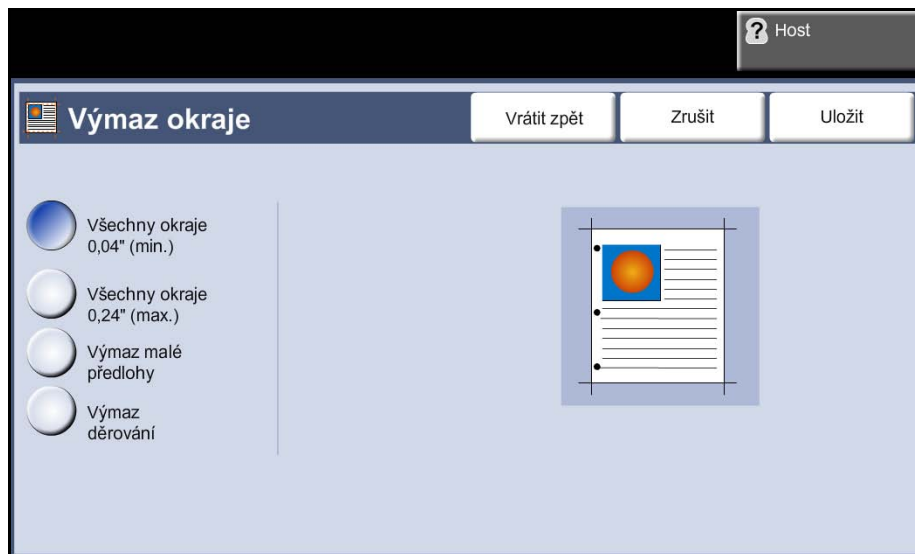 Host
Výmaz okraje
Vrátit zpět
Zrušit
Uložit
Všechny okraje
0,04" (min.)
Všechny okraje
0,24" (max.)
Výmaz malé
předlohy
Výmaz
děrování